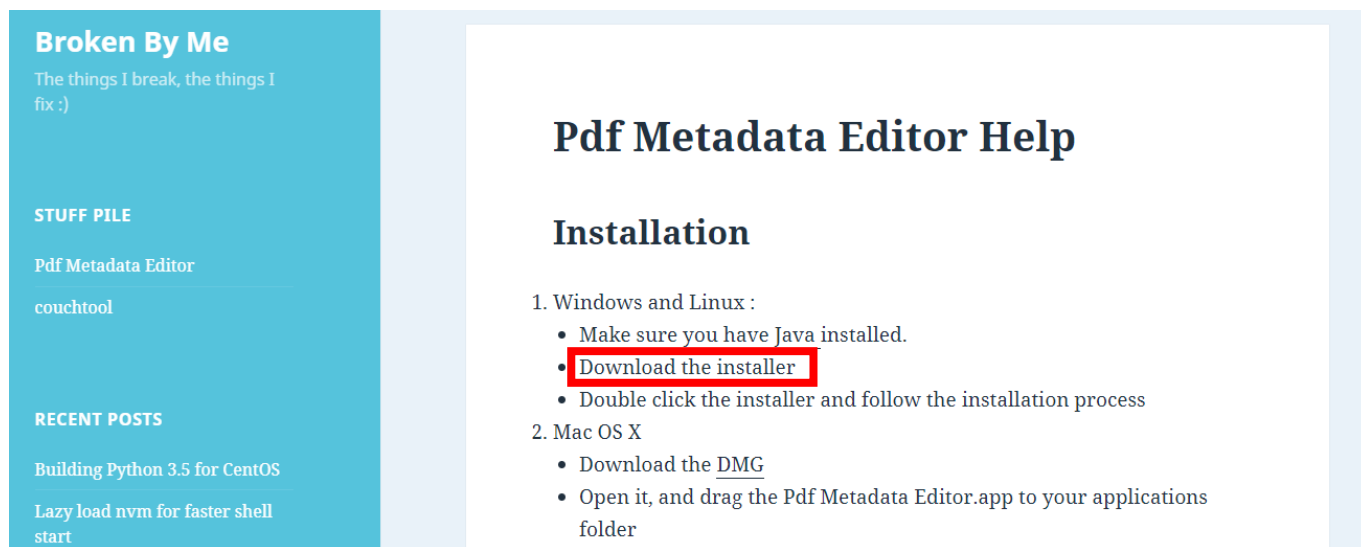 Broken By Me
The things I break, the things I
fix :)
STUFF PILE
Pdf Metadata Editor
couchtool
RECENT POSTS
Building Python 3.5 for CentOS
Lazy load nvm for faster shell
start
Pdf Metadata Editor Help
Installation
1. Windows and Linux :
• Make sure you have Java installed.
• Download the installer
• Double click the installer and follow the installation process
2. Mac OS X
• Download the DMG
• Open it, and drag the Pdf Metadata Editor.app to your applications
folder